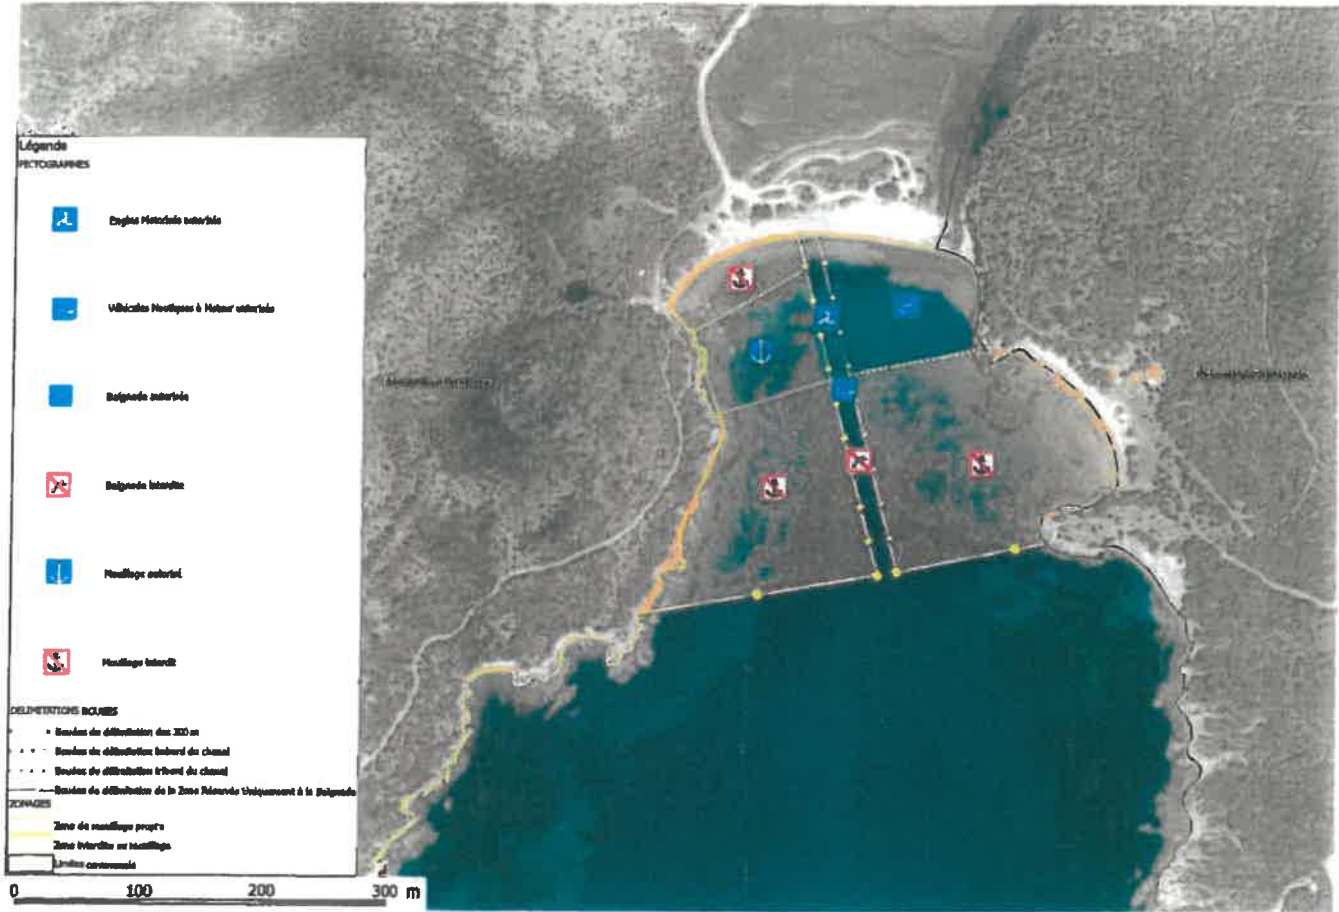 Légende
PICTOGRAMMES
Engins Motorisés autorisés
Véhicules Nautiques à Moteur autorisés
Baignade autorisée
Baignade interdite
Mouillage autorisé
Mouillage interdit
DELIMITATIONS BOUEES
Bouées de délimitation des 300 m
Bouées de délimitation babord du chenal
Bouées de délimitation tribord du chenal
Bouées de délimitation de la Zone Réservée Uniquement à la Baignade
ZONAGES
Zone de mouillage propre
Zone interdite au mouillage
Limites communale
0 100 200 300 m